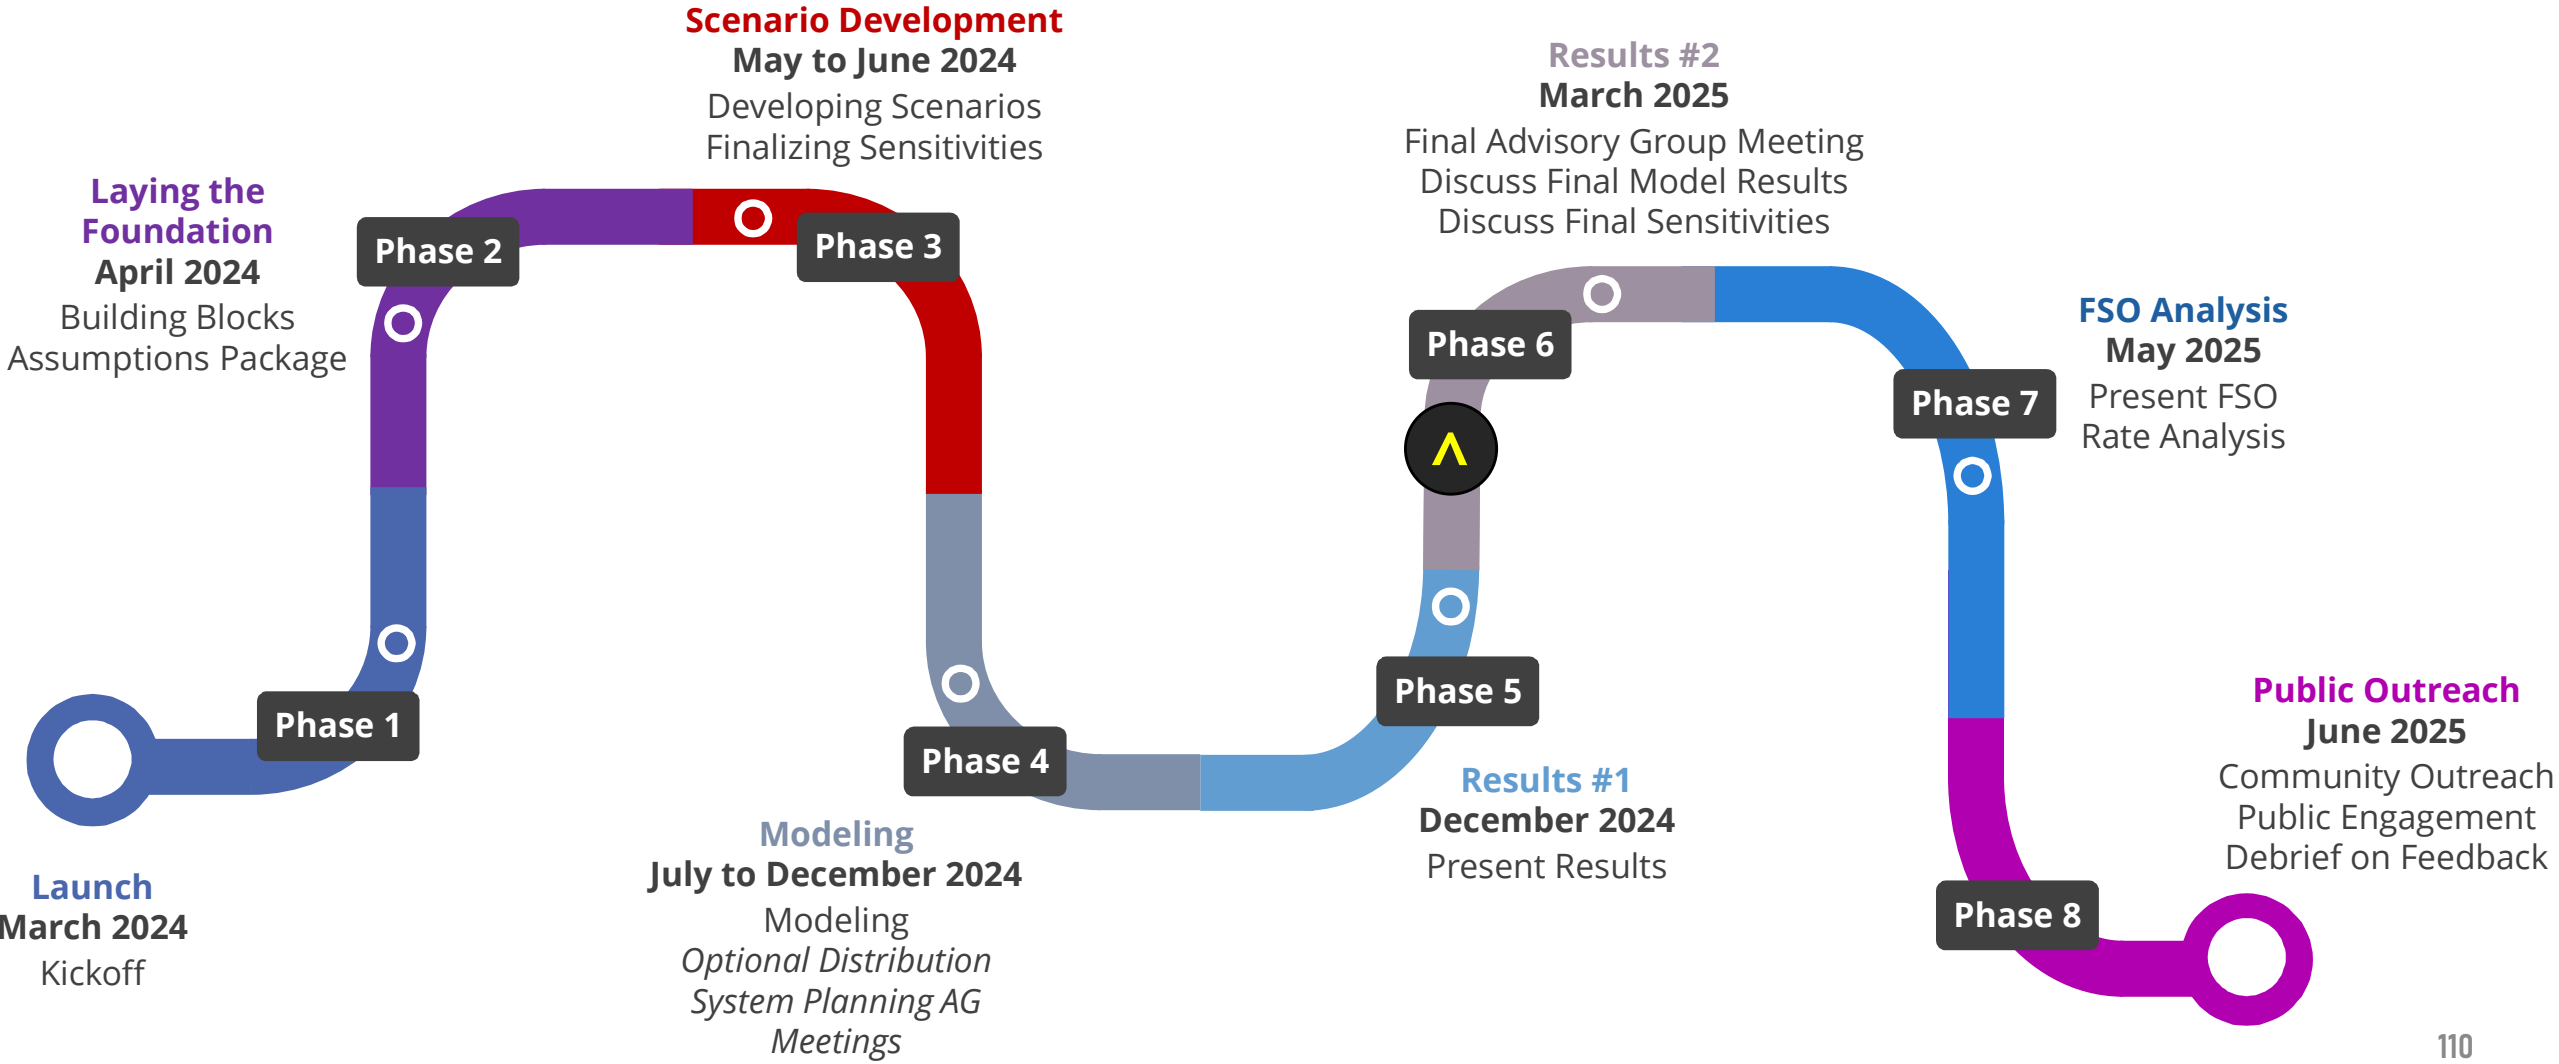 Scenario Development
May to June 2024
Developing Scenarios
Finalizing Sensitivities
Results #2
March 2025
Final Advisory Group Meeting
Discuss Final Model Results
Discuss Final Sensitivities
Laying the
Foundation
April 2024
Building Blocks
Assumptions Package
Phase 2
Phase 3
FSO Analysis
May 2025
Present FSO
Rate Analysis
Phase 6
Phase 7
^
Phase 1
Phase 4
Phase 5
Public Outreach
June 2025
Community Outreach
Public Engagement
Debrief on Feedback
Results #1
December 2024
Present Results
Modeling
July to December 2024
Modeling
Optional Distribution
System Planning AG
Meetings
Launch
March 2024
Kickoff
Phase 8
110